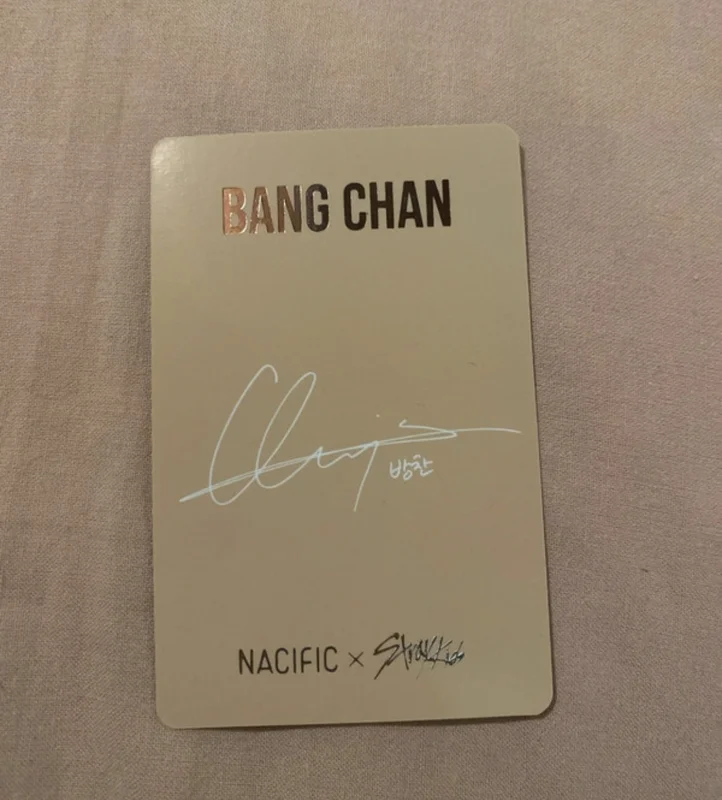 BANG CHAN
방찬
NACIFIC × StrayKids